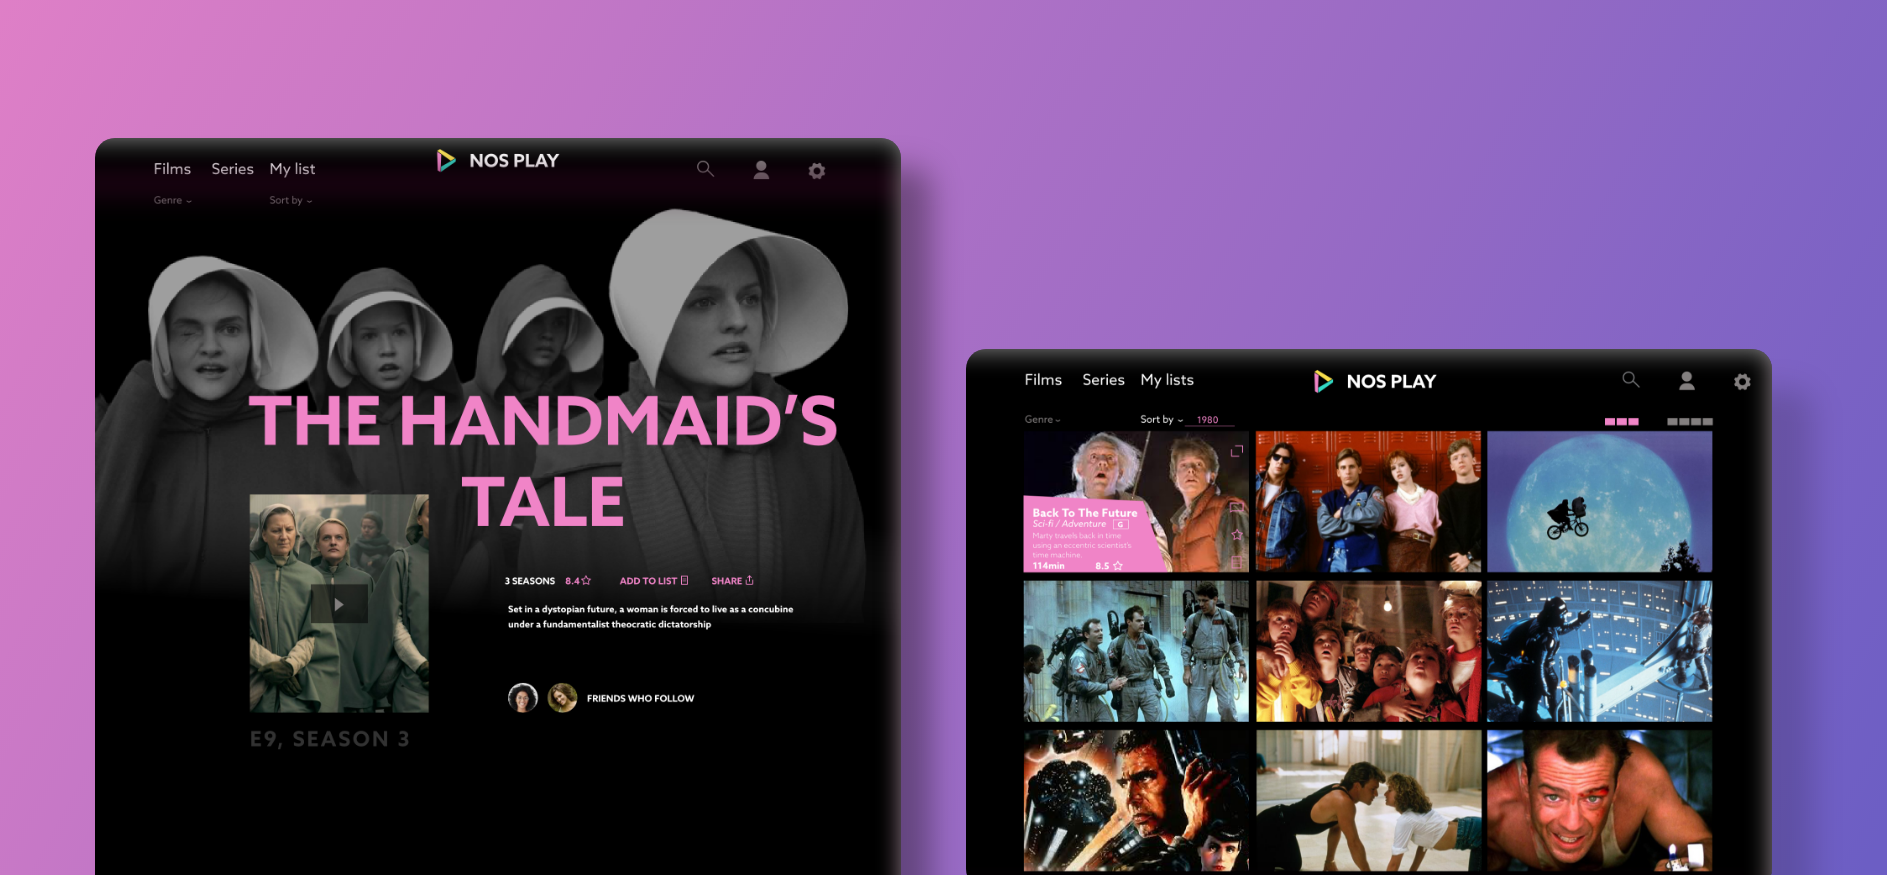 Films Series My list
NOS PLAY
Genre
Sort by
THE HANDMAID'S
TALE
3 SEASONS 8.4 ADD TO LIST SHARE
Set in a dystopian future, a woman is forced to live as a concubine
under a fundamentalist theocratic dictatorship
FRIENDS WHO FOLLOW
E9, SEASON 3
Films Series My lists
NOS PLAY
Genre
Sort by 1980
Back To The Future
Sci-fi / Adventure G
Marty travels back in time
using an eccentric scientist's
time machine.
114min 8.5